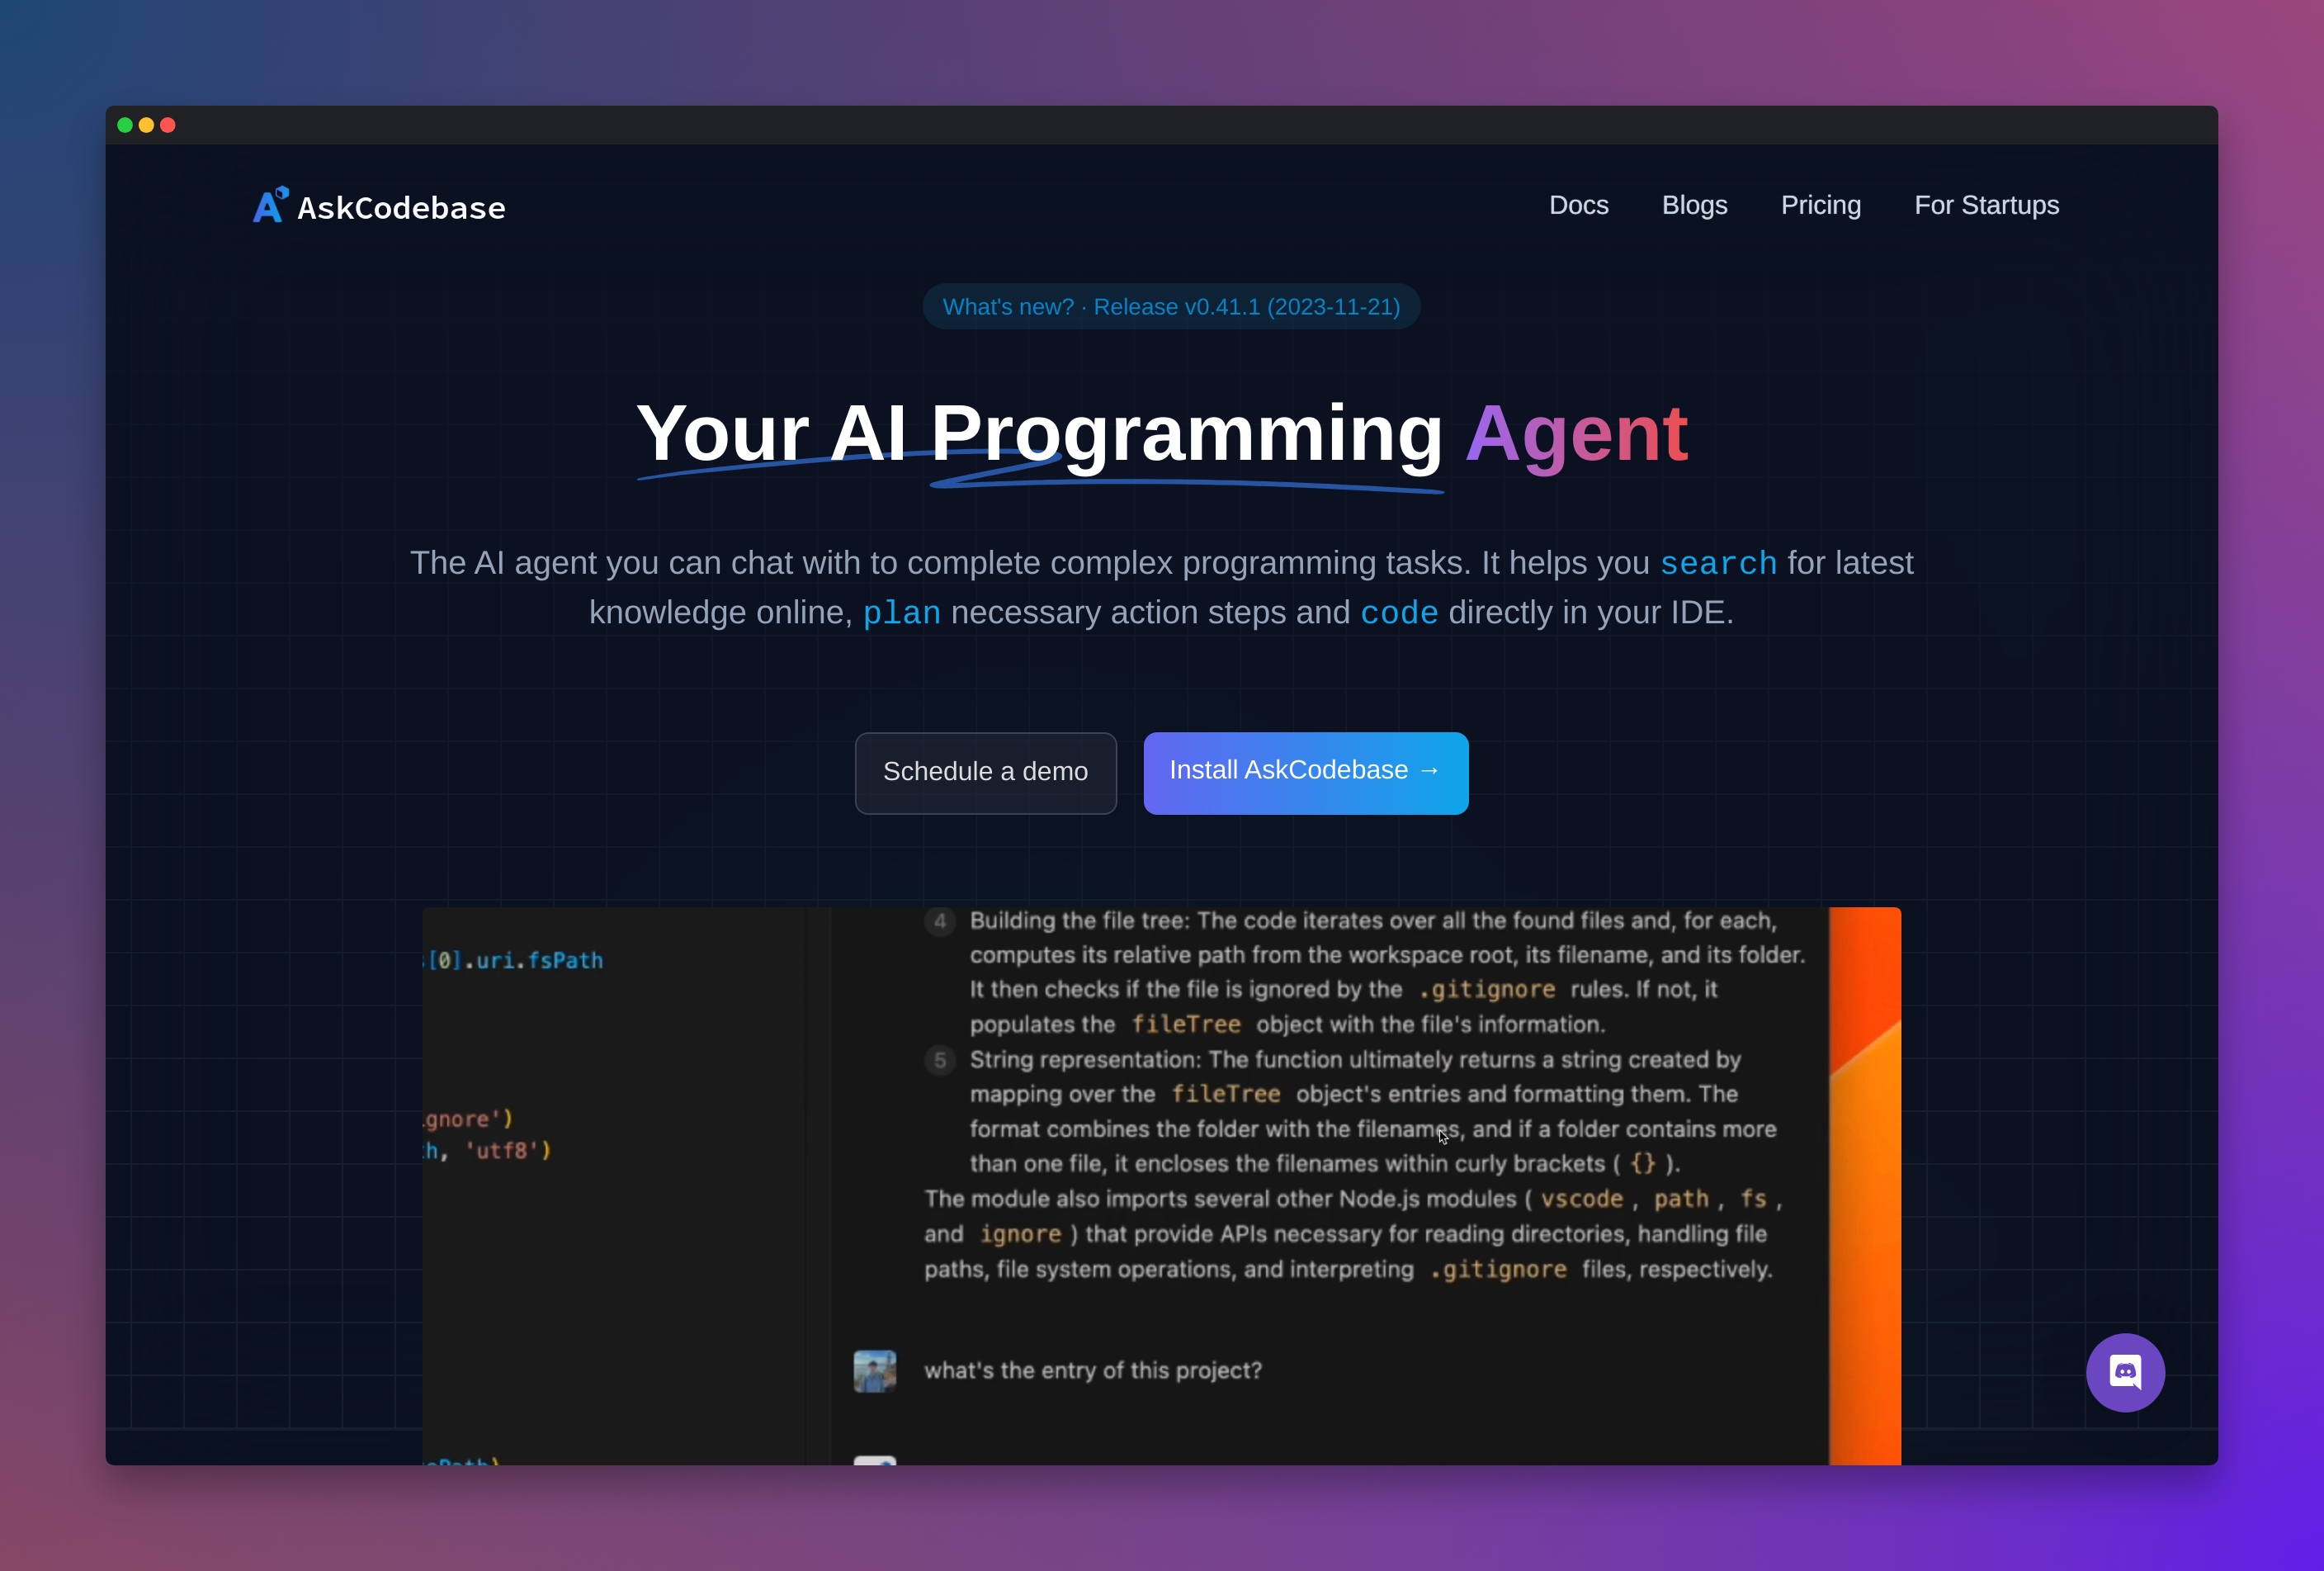 AskCodebase
Docs Blogs Pricing For Startups
What's new? · Release v0.41.1 (2023-11-21)
Your AI Programming Agent
The AI agent you can chat with to complete complex programming tasks. It helps you search for latest
knowledge online, plan necessary action steps and code directly in your IDE.
Schedule a demo
Install AskCodebase →
[0].uri.fsPath
gnore')
h, 'utf8')
Path)
4 Building the file tree: The code iterates over all the found files and, for each,
computes its relative path from the workspace root, its filename, and its folder.
It then checks if the file is ignored by the .gitignore rules. If not, it
populates the fileTree object with the file's information.
5 String representation: The function ultimately returns a string created by
mapping over the fileTree object's entries and formatting them. The
format combines the folder with the filenames, and if a folder contains more
than one file, it encloses the filenames within curly brackets ( {} ).
The module also imports several other Node.js modules ( vscode , path , fs ,
and ignore ) that provide APIs necessary for reading directories, handling file
paths, file system operations, and interpreting .gitignore files, respectively.
what's the entry of this project?